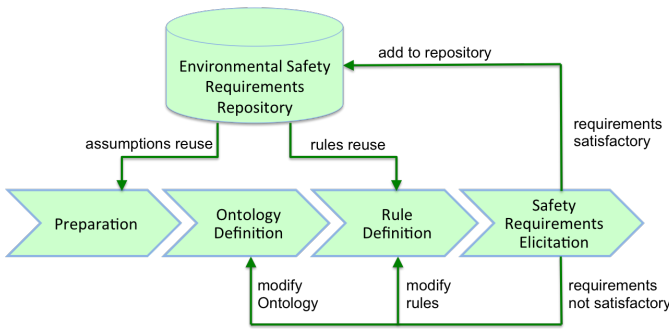 add to repository
Environmental Safety
Requirements
Repository
assumptions reuse
rules reuse
requirements
satisfactory
Preparation
Ontology
Definition
Rule
Definition
Safety
Requirements
Elicitation
modify
Ontology
modify
rules
requirements
not satisfactory